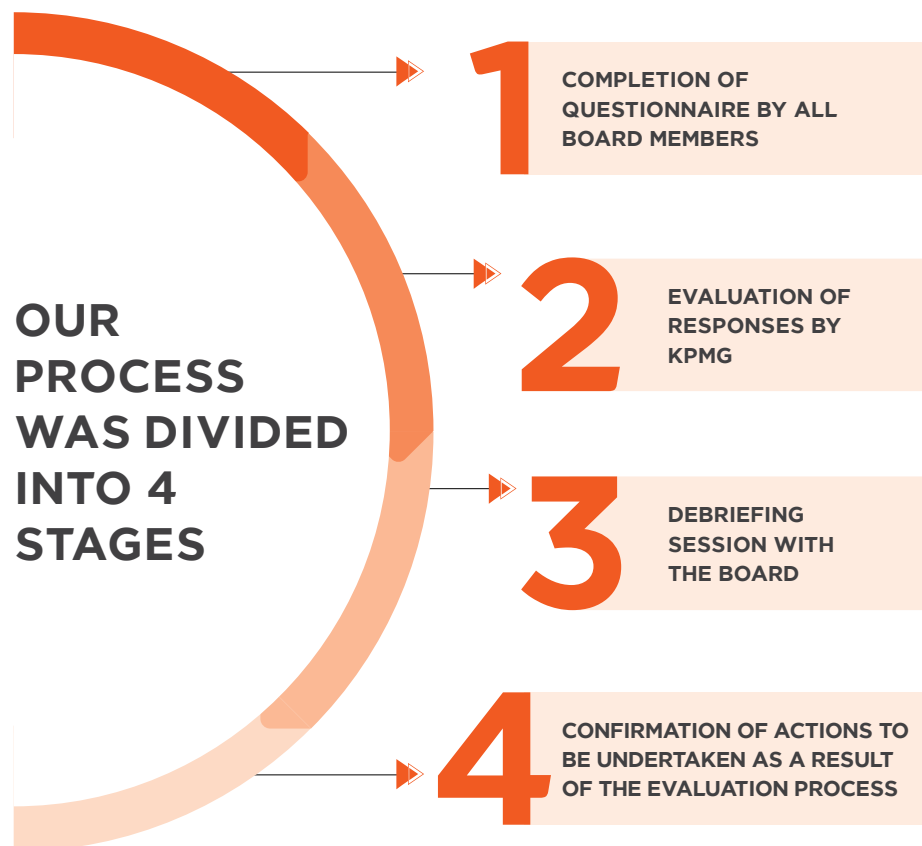 OUR
PROCESS
WAS DIVIDED
INTO 4
STAGES
1
COMPLETION OF
QUESTIONNAIRE BY ALL
BOARD MEMBERS
2
EVALUATION OF
RESPONSES BY
KPMG
3
DEBRIEFING
SESSION WITH
THE BOARD
4
CONFIRMATION OF ACTIONS TO
BE UNDERTAKEN AS A RESULT
OF THE EVALUATION PROCESS